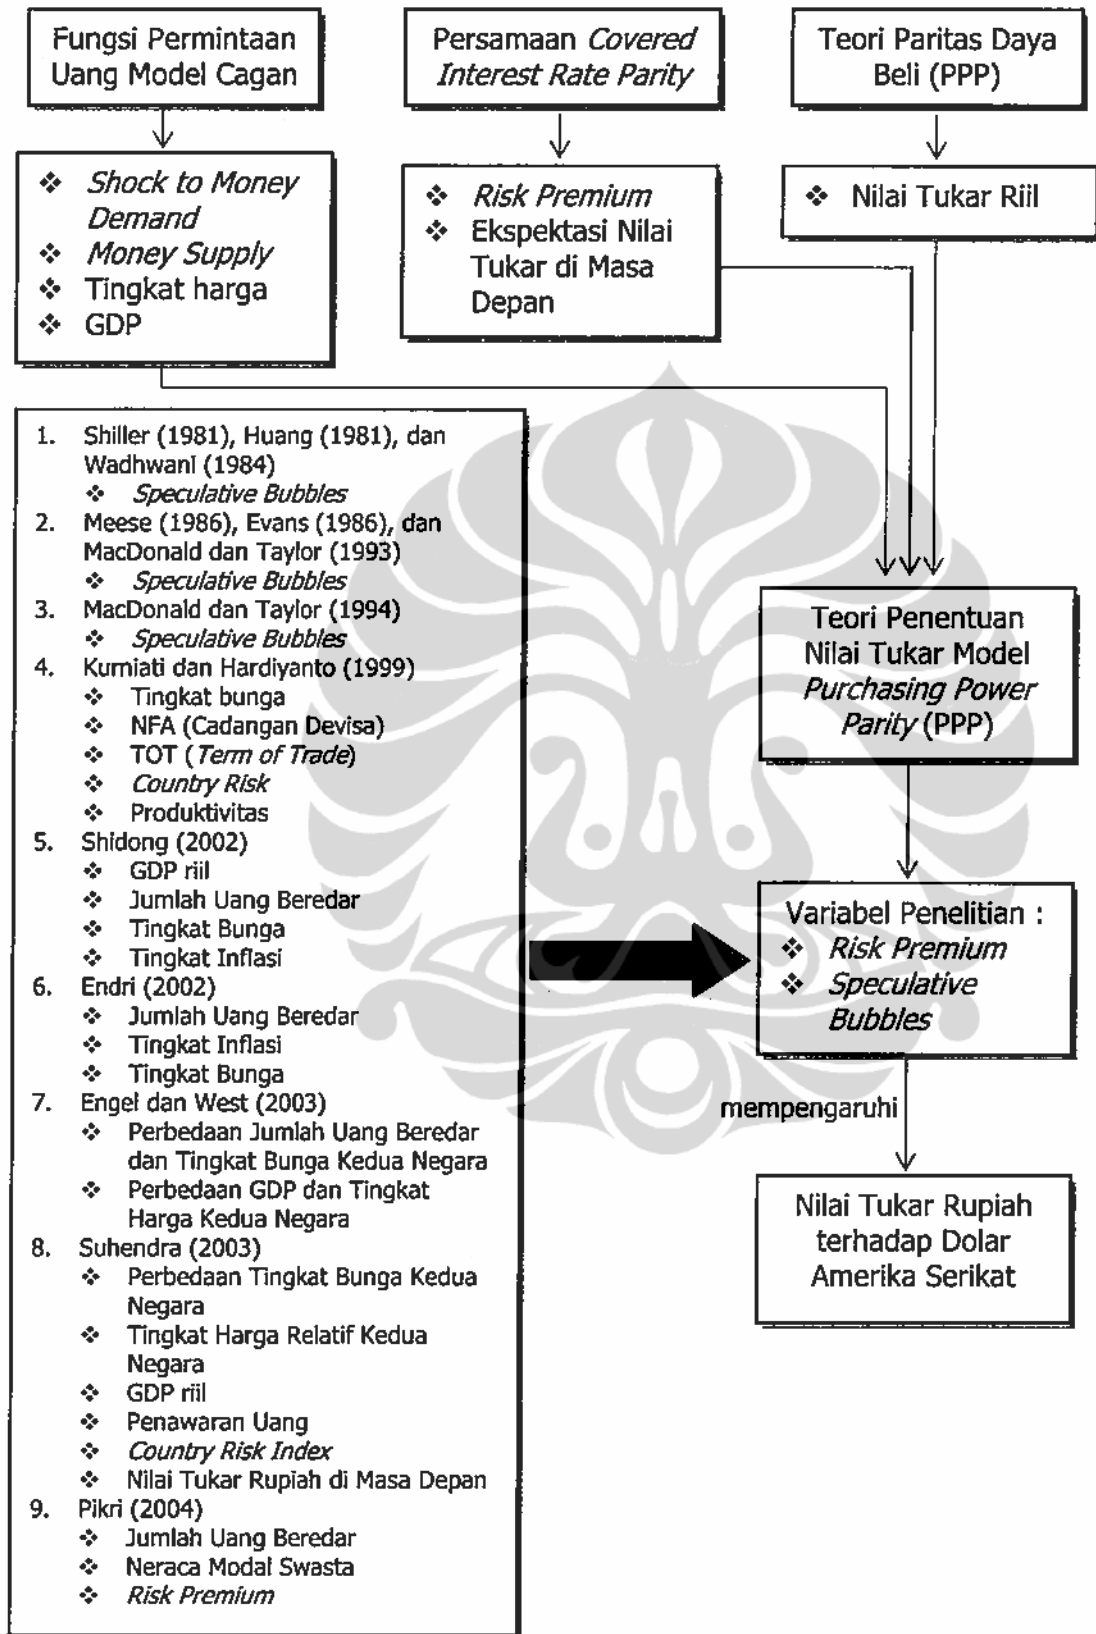 Fungsi Permintaan
Uang Model Cagan
Persamaan Covered
Interest Rate Parity
Teori Paritas Daya
Beli (PPP)
❖ Shock to Money
Demand
❖ Money Supply
❖ Tingkat harga
❖ GDP
❖ Risk Premium
❖ Ekspektasi Nilai
Tukar di Masa
Depan
❖ Nilai Tukar Riil
1. Shiller (1981), Huang (1981), dan
Wadhwani (1984)
❖ Speculative Bubbles
2. Meese (1986), Evans (1986), dan
MacDonald dan Taylor (1993)
❖ Speculative Bubbles
3. MacDonald dan Taylor (1994)
❖ Speculative Bubbles
4. Kurniati dan Hardiyanto (1999)
❖ Tingkat bunga
❖ NFA (Cadangan Devisa)
❖ TOT (Term of Trade)
❖ Country Risk
❖ Produktivitas
5. Shidong (2002)
❖ GDP riil
❖ Jumlah Uang Beredar
❖ Tingkat Bunga
❖ Tingkat Inflasi
6. Endri (2002)
❖ Jumlah Uang Beredar
❖ Tingkat Inflasi
❖ Tingkat Bunga
7. Engel dan West (2003)
❖ Perbedaan Jumlah Uang Beredar
dan Tingkat Bunga Kedua Negara
❖ Perbedaan GDP dan Tingkat
Harga Kedua Negara
8. Suhendra (2003)
❖ Perbedaan Tingkat Bunga Kedua
Negara
❖ Tingkat Harga Relatif Kedua
Negara
❖ GDP riil
❖ Penawaran Uang
❖ Country Risk Index
❖ Nilai Tukar Rupiah di Masa Depan
9. Pikri (2004)
❖ Jumlah Uang Beredar
❖ Neraca Modal Swasta
❖ Risk Premium
Teori Penentuan
Nilai Tukar Model
Purchasing Power
Parity (PPP)
Variabel Penelitian :
❖ Risk Premium
❖ Speculative
Bubbles
mempengaruhi
Nilai Tukar Rupiah
terhadap Dolar
Amerika Serikat